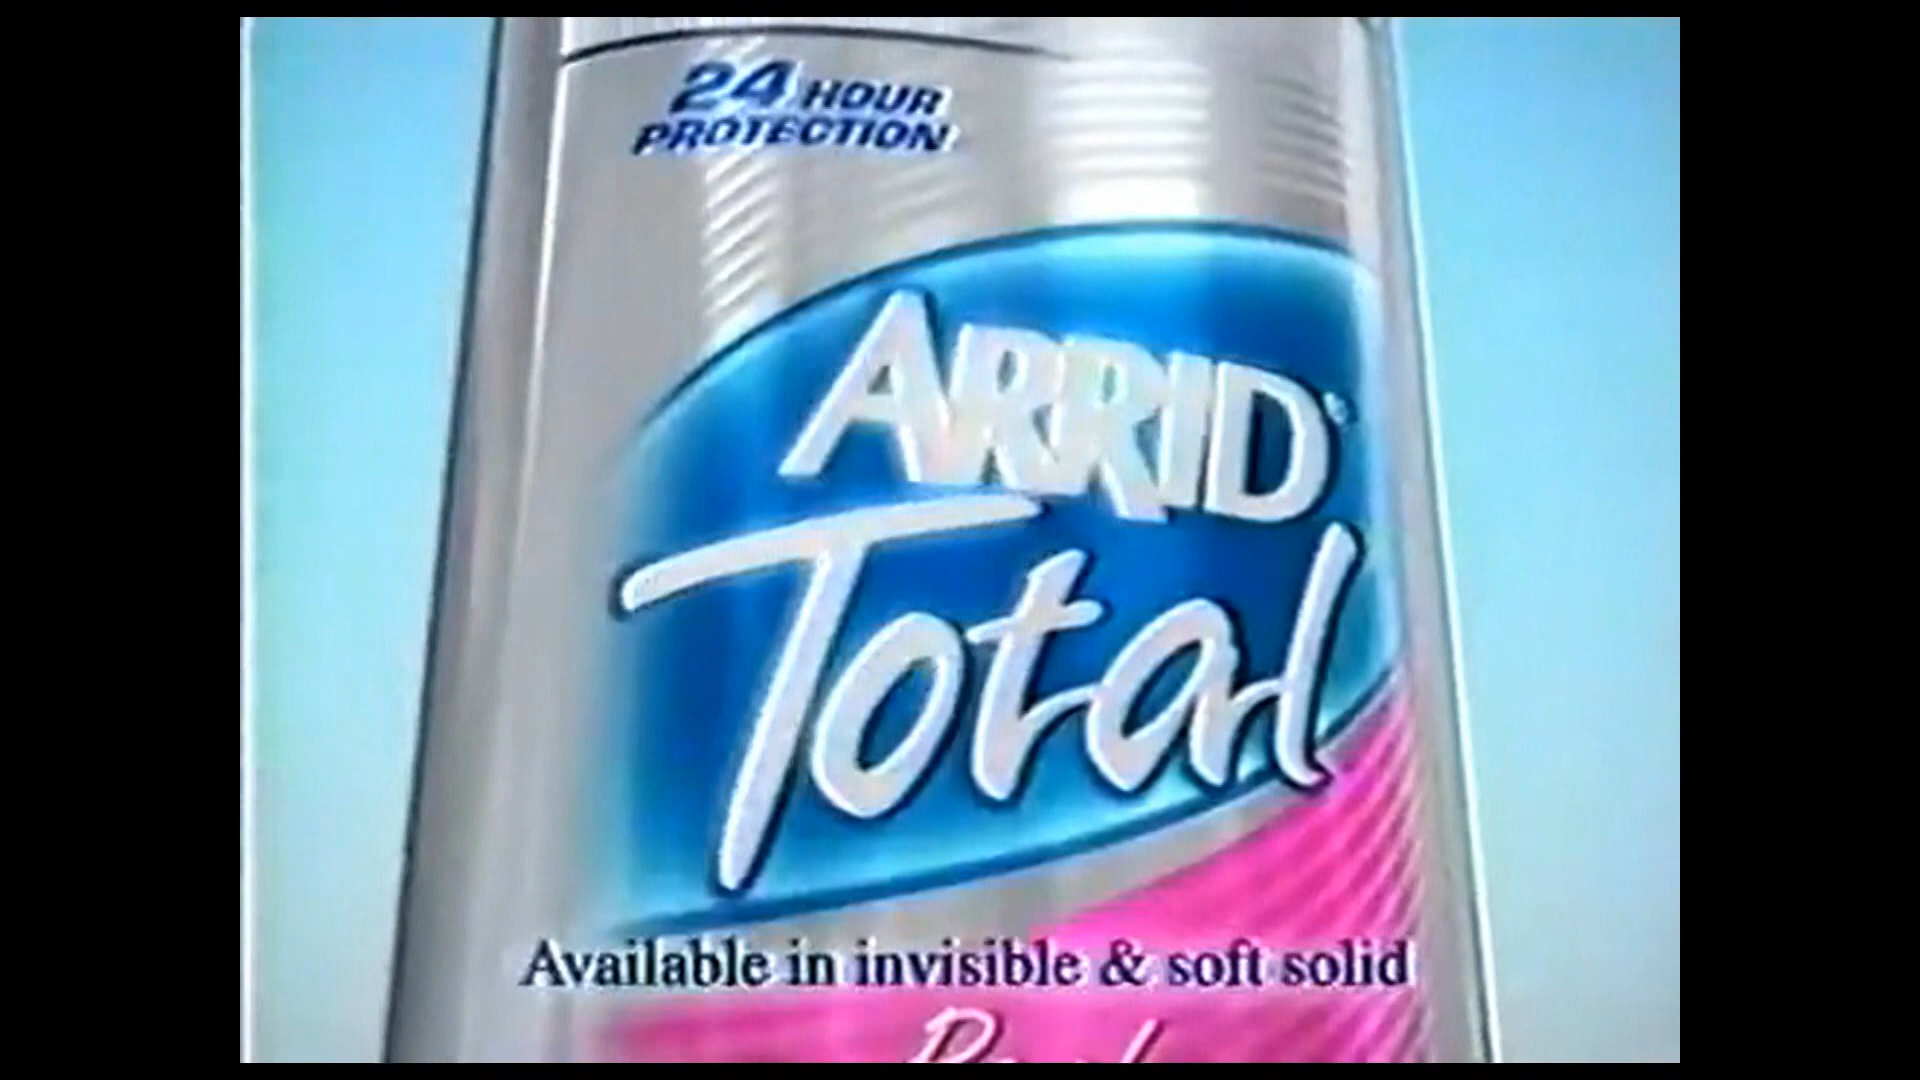 24 HOUR
PROTECTION
ARRID®
Total
Available in invisible & soft solid